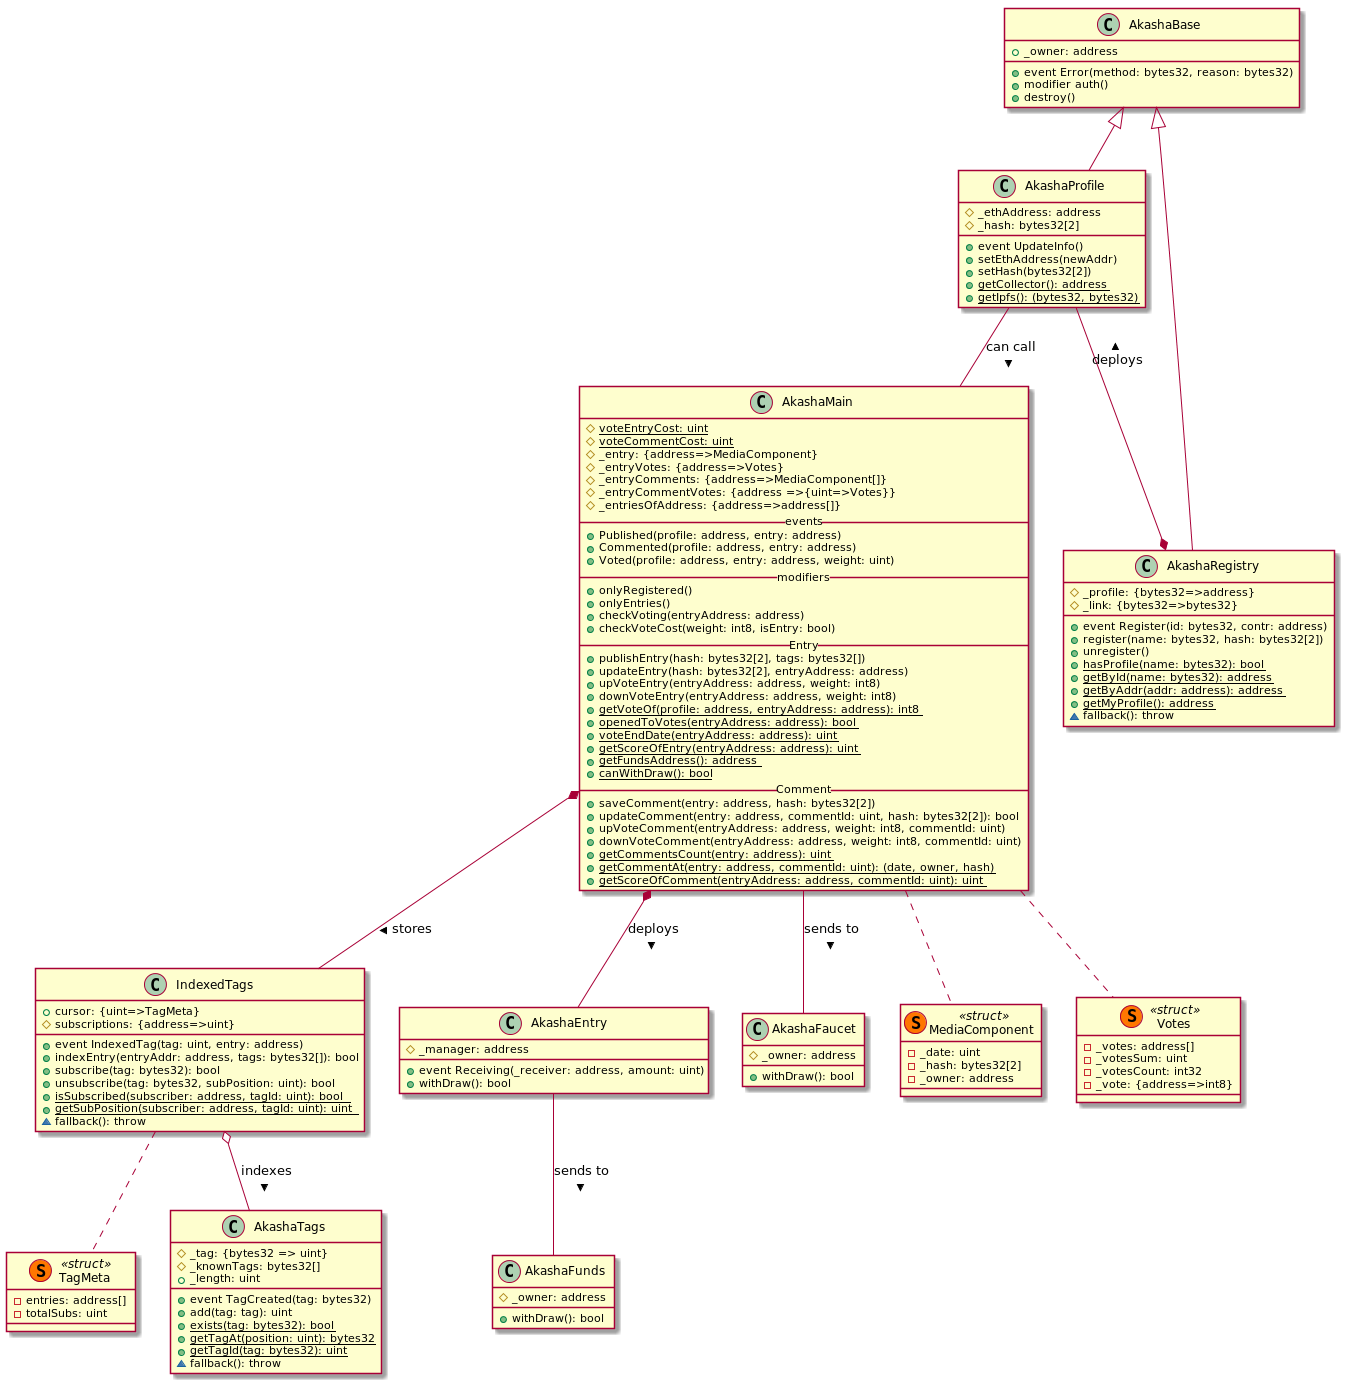 C AkashaBase
_owner: address
event Error(method: bytes32, reason: bytes32)
modifier auth()
destroy()
C AkashaProfile
_ethAddress: address
_hash: bytes32[2]
event UpdateInfo()
setEthAddress(newAddr)
setHash(bytes32[2])
getCollector(): address
getIpfs(): (bytes32, bytes32)
can call
deploys
C AkashaMain
voteEntryCost: uint
voteCommentCost: uint
_entry: {address=>MediaComponent}
_entryVotes: {address=>Votes}
_entryComments: {address=>MediaComponent[]}
_entryCommentVotes: {address =>{uint=>Votes}}
_entriesOfAddress: {address=>address[]}
events
Published(profile: address, entry: address)
Commented(profile: address, entry: address)
Voted(profile: address, entry: address, weight: uint)
modifiers
onlyRegistered()
onlyEntries()
checkVoting(entryAddress: address)
checkVoteCost(weight: int8, isEntry: bool)
Entry
publishEntry(hash: bytes32[2], tags: bytes32[])
updateEntry(hash: bytes32[2], entryAddress: address)
upVoteEntry(entryAddress: address, weight: int8)
downVoteEntry(entryAddress: address, weight: int8)
getVoteOf(profile: address, entryAddress: address): int8
openedToVotes(entryAddress: address): bool
voteEndDate(entryAddress: address): uint
getScoreOfEntry(entryAddress: address): uint
getFundsAddress(): address
canWithDraw(): bool
Comment
saveComment(entry: address, hash: bytes32[2])
updateComment(entry: address, commentId: uint, hash: bytes32[2]): bool
upVoteComment(entryAddress: address, weight: int8, commentId: uint)
downVoteComment(entryAddress: address, weight: int8, commentId: uint)
getCommentsCount(entry: address): uint
getCommentAt(entry: address, commentId: uint): (date, owner, hash)
getScoreOfComment(entryAddress: address, commentId: uint): uint
C AkashaRegistry
_profile: {bytes32=>address}
_link: {bytes32=>bytes32}
event Register(id: bytes32, contr: address)
register(name: bytes32, hash: bytes32[2])
unregister()
hasProfile(name: bytes32): bool
getById(name: bytes32): address
getByAddr(addr: address): address
getMyProfile(): address
fallback(): throw
stores
deploys
sends to
C IndexedTags
cursor: {uint=>TagMeta}
subscriptions: {address=>uint}
event IndexedTag(tag: uint, entry: address)
indexEntry(entryAddr: address, tags: bytes32[]): bool
subscribe(tag: bytes32): bool
unsubscribe(tag: bytes32, subPosition: uint): bool
isSubscribed(subscriber: address, tagId: uint): bool
getSubPosition(subscriber: address, tagId: uint): uint
fallback(): throw
C AkashaEntry
_manager: address
event Receiving(_receiver: address, amount: uint)
withDraw(): bool
C AkashaFaucet
_owner: address
withDraw(): bool
S «struct»
MediaComponent
_date: uint
_hash: bytes32[2]
_owner: address
S «struct»
Votes
_votes: address[]
_votesSum: uint
_votesCount: int32
_vote: {address=>int8}
indexes
sends to
S «struct»
TagMeta
entries: address[]
totalSubs: uint
C AkashaTags
_tag: {bytes32 => uint}
_knownTags: bytes32[]
_length: uint
event TagCreated(tag: bytes32)
add(tag: tag): uint
exists(tag: bytes32): bool
getTagAt(position: uint): bytes32
getTagId(tag: bytes32): uint
fallback(): throw
C AkashaFunds
_owner: address
withDraw(): bool